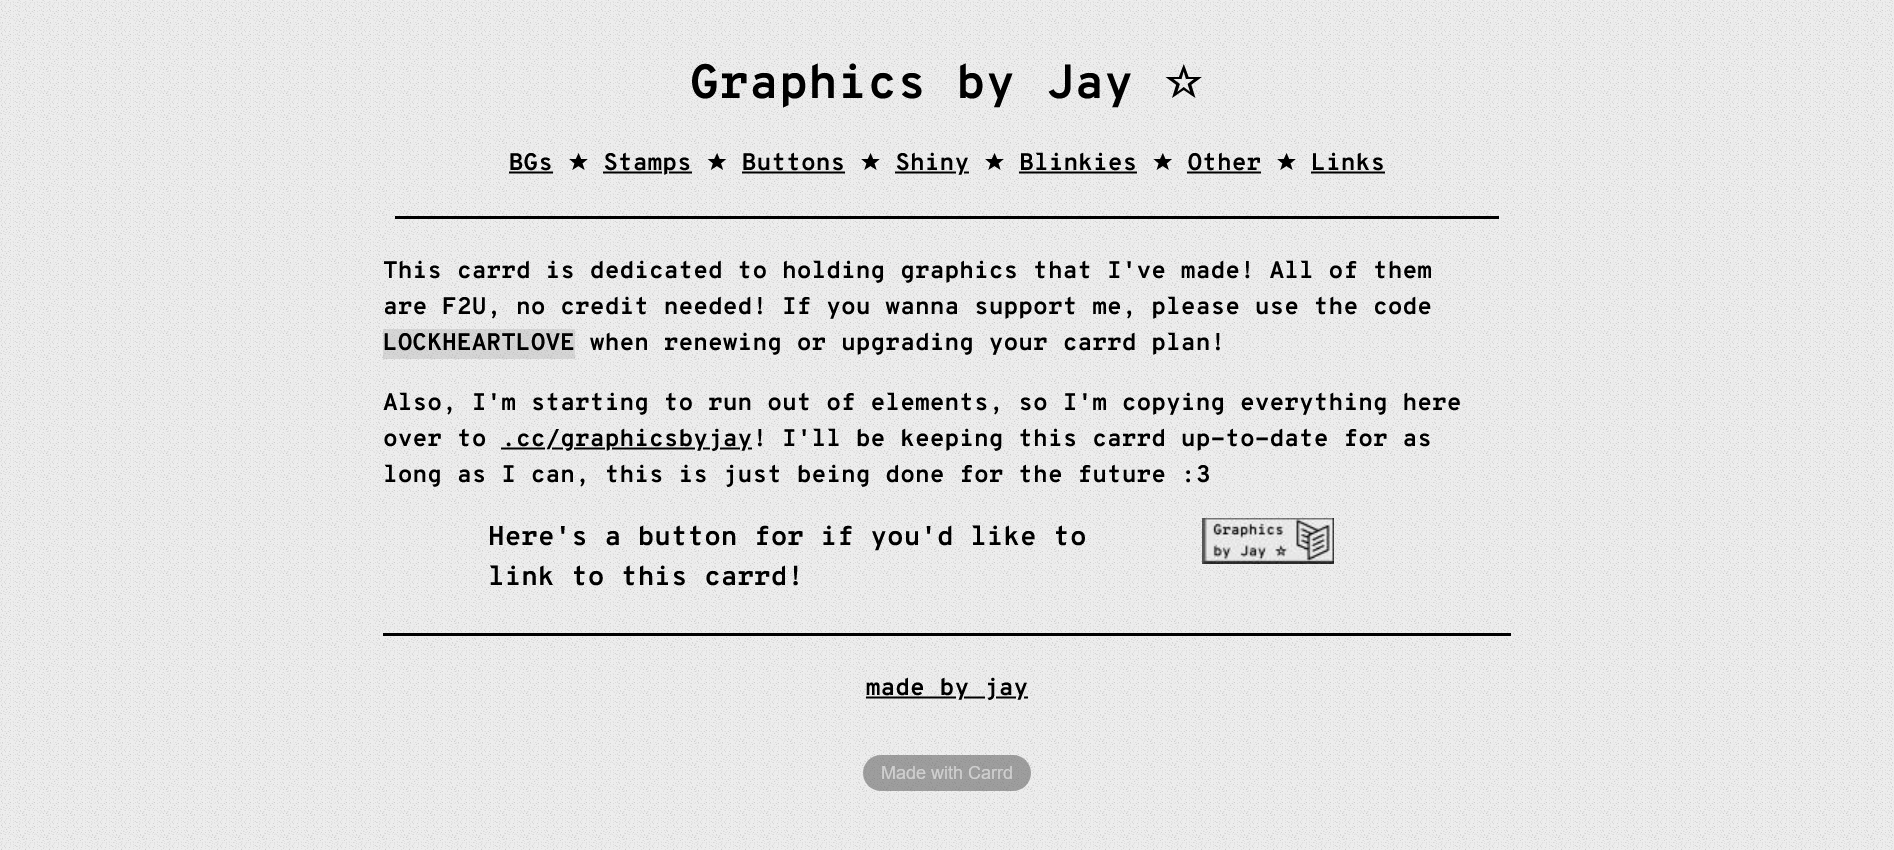 Graphics by Jay ☆
BGs ★ Stamps ★ Buttons ★ Shiny ★ Blinkies ★ Other ★ Links
This carrd is dedicated to holding graphics that I've made! All of them
are F2U, no credit needed! If you wanna support me, please use the code
LOCKHEARTLOVE when renewing or upgrading your carrd plan!
Also, I'm starting to run out of elements, so I'm copying everything here
over to .cc/graphicsbyjay! I'll be keeping this carrd up-to-date for as
long as I can, this is just being done for the future :3
Here's a button for if you'd like to
link to this carrd!
Graphics
by Jay ☆
made by jay
Made with Carrd